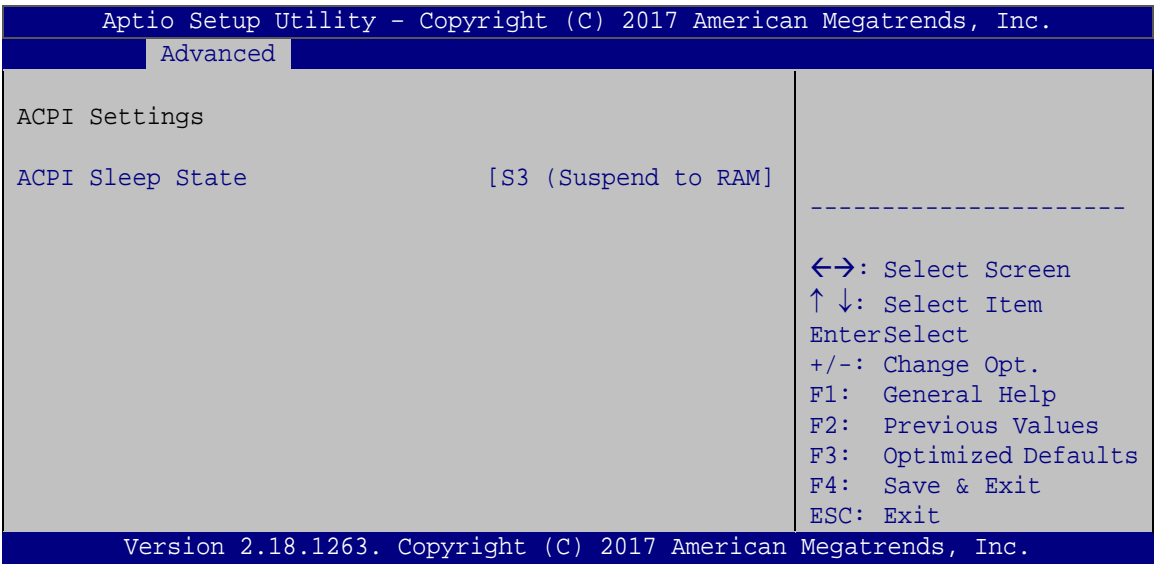 Aptio Setup Utility – Copyright (C) 2017 American Megatrends, Inc.
Advanced
ACPI Settings
ACPI Sleep State [S3 (Suspend to RAM]
----------------------
←→: Select Screen
↑ ↓: Select Item
EnterSelect
+/-: Change Opt.
F1: General Help
F2: Previous Values
F3: Optimized Defaults
F4: Save & Exit
ESC: Exit
Version 2.18.1263. Copyright (C) 2017 American Megatrends, Inc.